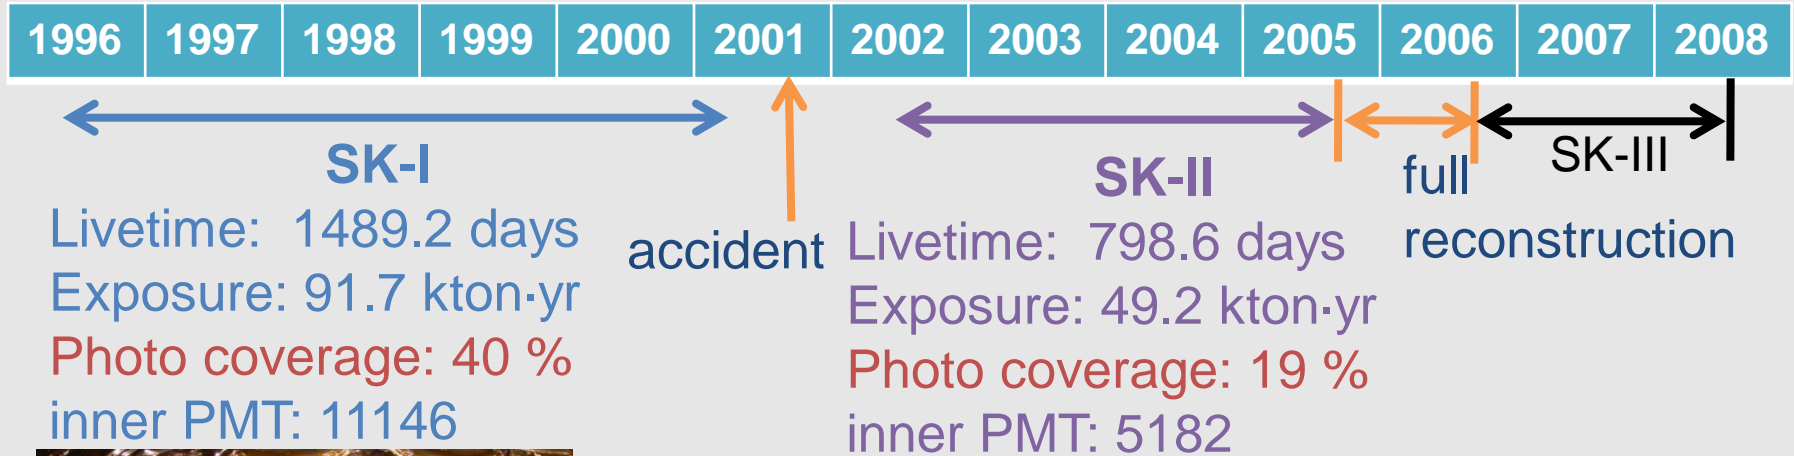 1996 1997 1998 1999 2000 2001 2002 2003 2004 2005 2006 2007 2008
SK-I
Livetime: 1489.2 days
Exposure: 91.7 kton·yr
Photo coverage: 40 %
inner PMT: 11146
accident
SK-II
Livetime: 798.6 days
Exposure: 49.2 kton·yr
Photo coverage: 19 %
inner PMT: 5182
full
reconstruction
SK-III